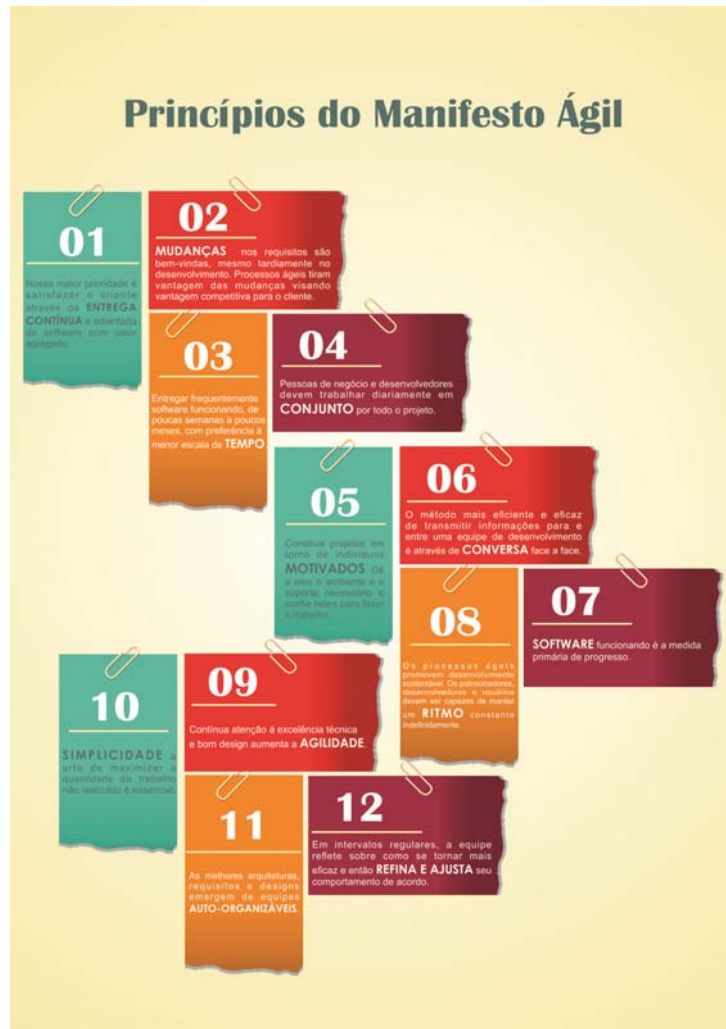 Princípios do Manifesto Ágil
01
Nossa maior prioridade é
satisfazer o cliente
através da ENTREGA
CONTÍNUA e adiantada
de software com valor
agregado.
02
MUDANÇAS nos requisitos são
bem-vindas, mesmo tardiamente no
desenvolvimento. Processos ágeis tiram
vantagem das mudanças visando
vantagem competitiva para o cliente.
03
Entregar frequentemente
software funcionando, de
poucas semanas a poucos
meses, com preferência à
menor escala de TEMPO.
04
Pessoas de negócio e desenvolvedores
devem trabalhar diariamente em
CONJUNTO por todo o projeto.
05
Construa projetos em
torno de indivíduos
MOTIVADOS. Dê
a eles o ambiente e o
suporte necessário e
confie neles para fazer
o trabalho.
06
O método mais eficiente e eficaz
de transmitir informações para e
entre uma equipe de desenvolvimento
é através de CONVERSA face a face.
07
SOFTWARE funcionando é a medida
primária de progresso.
08
Os processos ágeis
promovem desenvolvimento
sustentável. Os patrocinadores,
desenvolvedores e usuários
devem ser capazes de manter
um RITMO constante
indefinidamente.
09
Contínua atenção à excelência técnica
e bom design aumenta a AGILIDADE.
10
SIMPLICIDADE a
arte de maximizar a
quantidade de trabalho
não realizado é essencial.
11
As melhores arquiteturas,
requisitos e designs
emergem de equipes
AUTO-ORGANIZÁVEIS.
12
Em intervalos regulares, a equipe
reflete sobre como se tornar mais
eficaz e então REFINA E AJUSTA seu
comportamento de acordo.